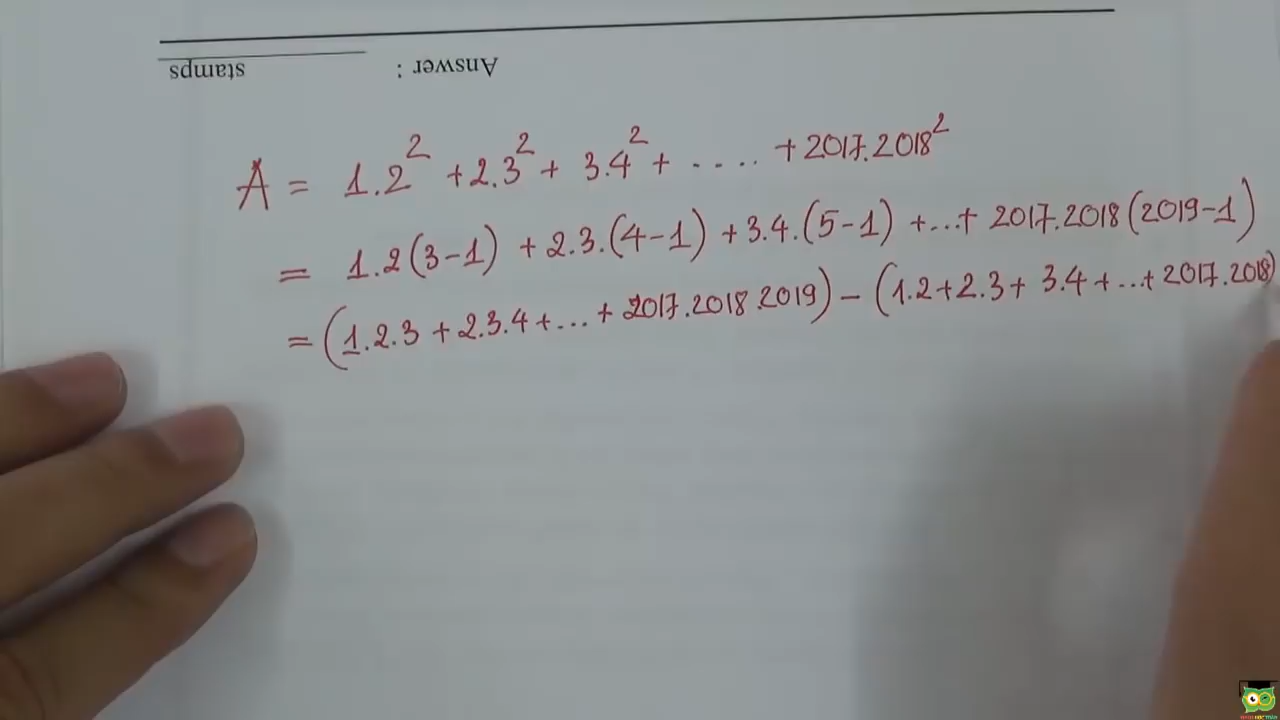 stamps Answer :
A = 1.2² + 2.3² + 3.4² + .... + 2017.2018²
= 1.2(3-1) + 2.3.(4-1) + 3.4.(5-1) + ...+ 2017.2018(2019-1)
= (1.2.3 + 2.3.4 + ... + 2017.2018.2019) - (1.2+2.3+ 3.4 + ...+ 2017.2018)